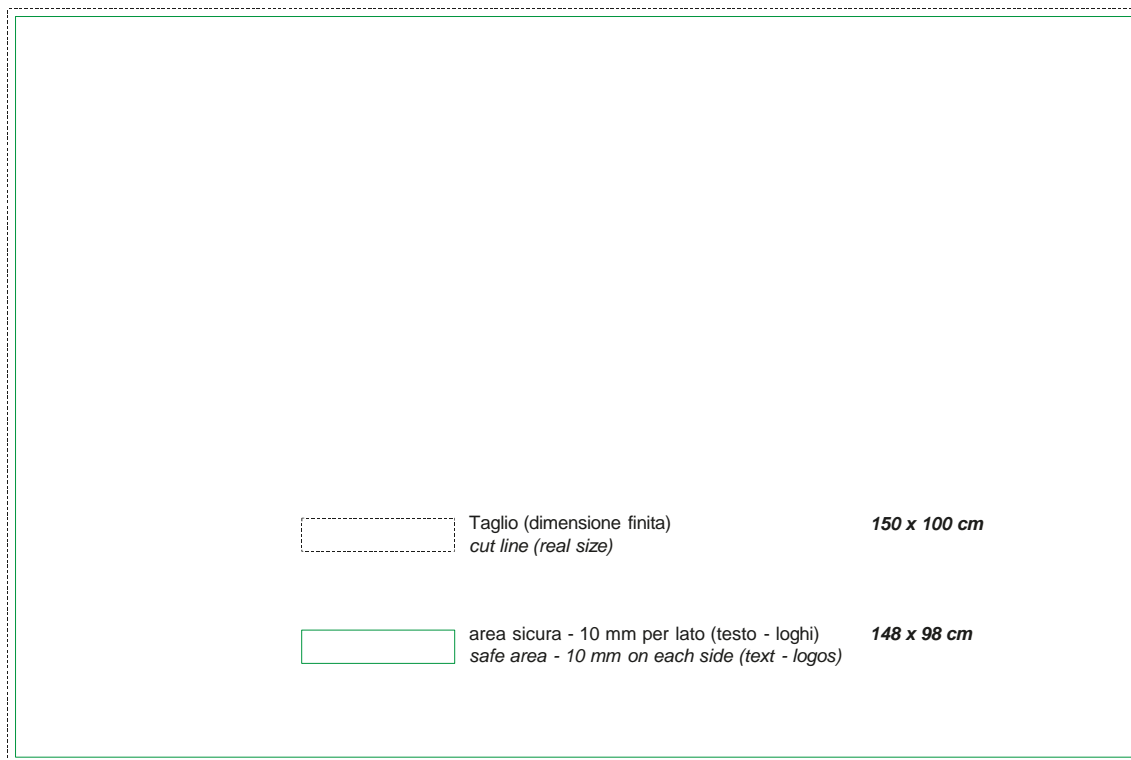 Taglio (dimensione finita) 150 x 100 cm
cut line (real size)
area sicura - 10 mm per lato (testo - loghi) 148 x 98 cm
safe area - 10 mm on each side (text - logos)